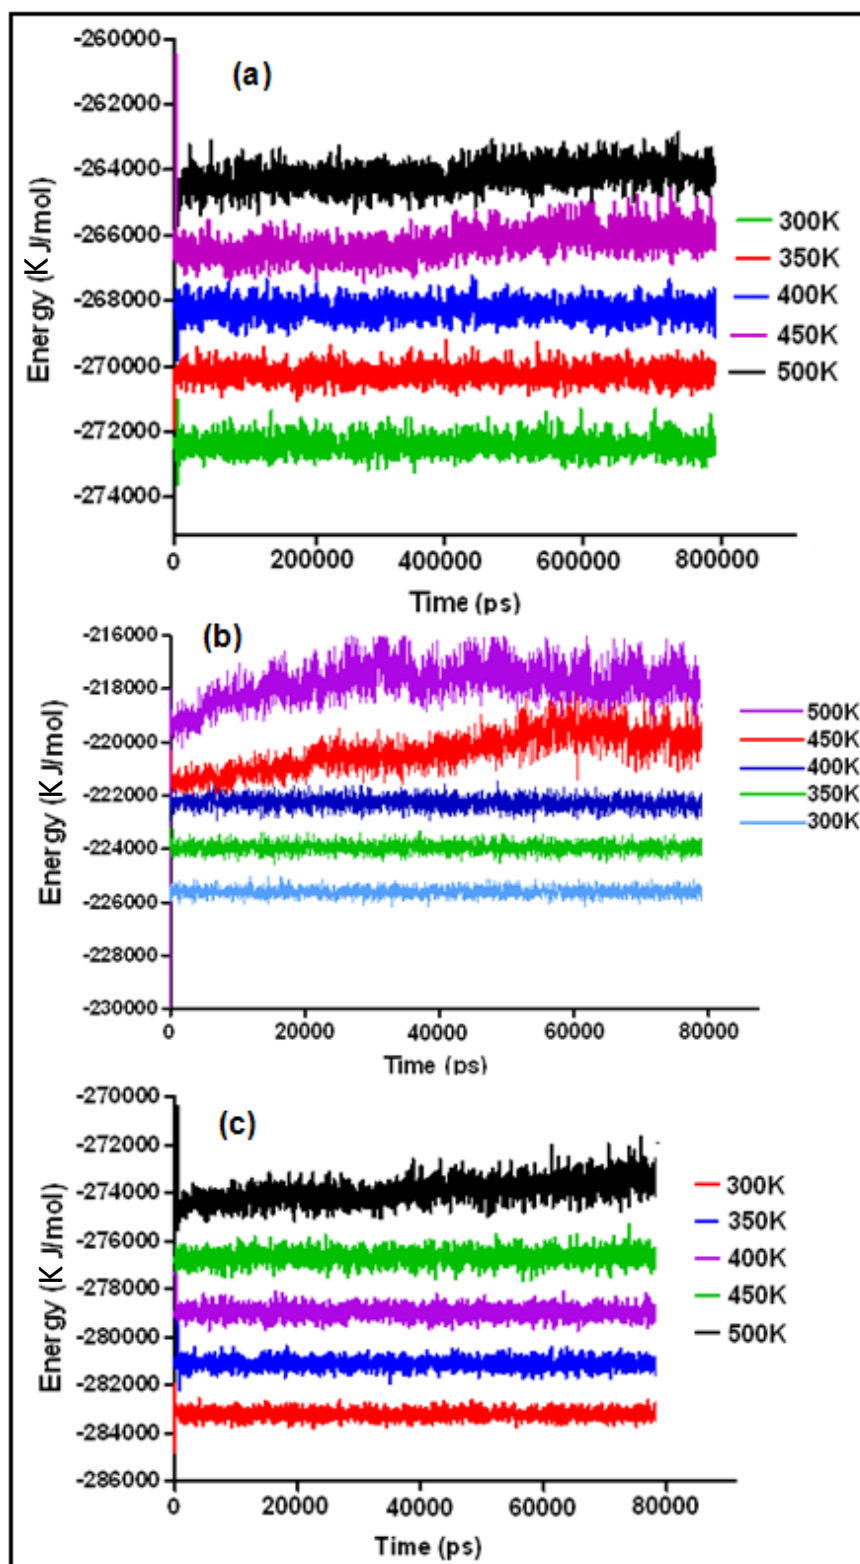 (a)
Energy (KJ/mol)
-260000
-262000
-264000
-266000
-268000
-270000
-272000
-274000
0
200000
400000
600000
800000
Time (ps)
300K
350K
400K
450K
500K
(b)
Energy (KJ/mol)
-216000
-218000
-220000
-222000
-224000
-226000
-228000
-230000
0
20000
40000
60000
80000
Time (ps)
500K
450K
400K
350K
300K
(c)
Energy (KJ/mol)
-270000
-272000
-274000
-276000
-278000
-280000
-282000
-284000
-286000
0
20000
40000
60000
80000
Time (ps)
300K
350K
400K
450K
500K